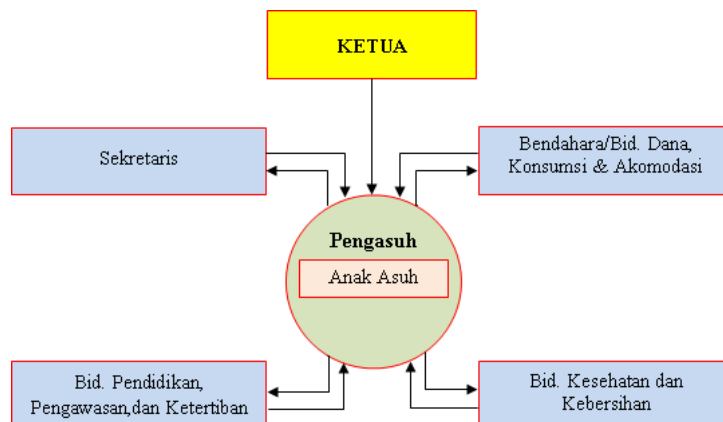 KETUA
Sekretaris
Bendahara/Bid. Dana,
Konsumsi & Akomodasi
Pengasuh
Anak Asuh
Bid. Pendidikan,
Pengawasan,dan Ketertiban
Bid. Kesehatan dan
Kebersihan